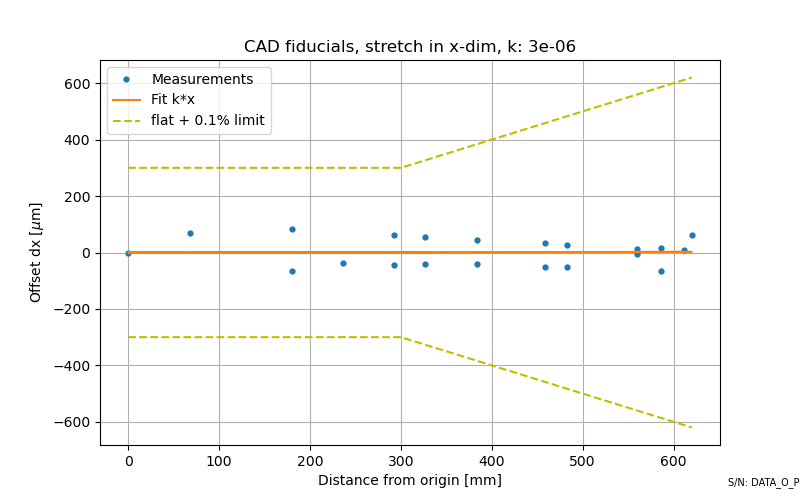 CAD fiducials, stretch in x-dim, k: 3e-06
Measurements
Fit k*x
flat + 0.1% limit
600
400
200
0
−200
−400
−600
Offset dx [μm]
0 100 200 300 400 500 600
Distance from origin [mm]
S/N: DATA_O_P